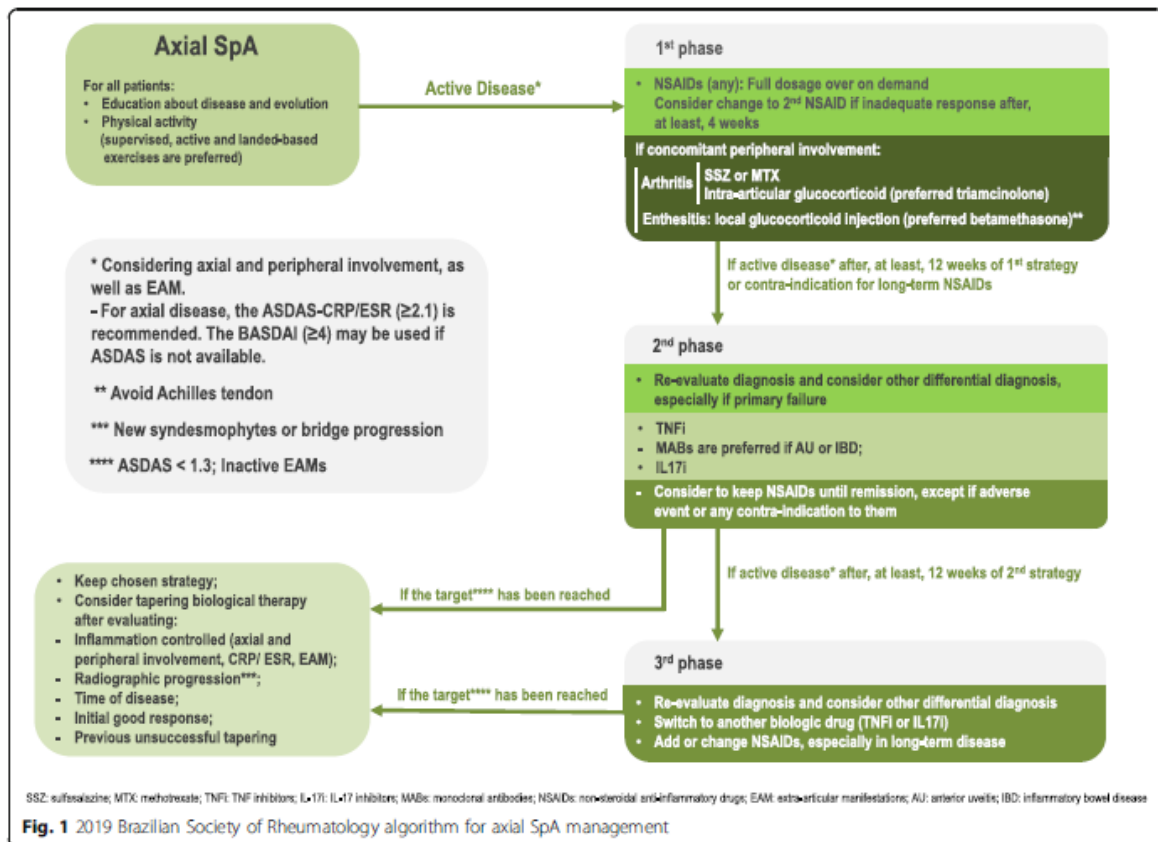 Axial SpA
For all patients:
• Education about disease and evolution
• Physical activity
(supervised, active and landed-based
exercises are preferred)
Active Disease*
1st phase
• NSAIDs (any): Full dosage over on demand
Consider change to 2nd NSAID if inadequate response after,
at least, 4 weeks
If concomitant peripheral involvement:
Arthritis
SSZ or MTX
Intra-articular glucocorticoid (preferred triamcinolone)
Enthesitis: local glucocorticoid injection (preferred betamethasone)**
* Considering axial and peripheral involvement, as
well as EAM.
- For axial disease, the ASDAS-CRP/ESR (≥2.1) is
recommended. The BASDAI (≥4) may be used if
ASDAS is not available.
** Avoid Achilles tendon
*** New syndesmophytes or bridge progression
**** ASDAS < 1.3; Inactive EAMs
If active disease* after, at least, 12 weeks of 1st strategy
or contra-indication for long-term NSAIDs
2nd phase
• Re-evaluate diagnosis and consider other differential diagnosis,
especially if primary failure
• TNFi
- MABs are preferred if AU or IBD;
• IL17i
- Consider to keep NSAIDs until remission, except if adverse
event or any contra-indication to them
If active disease* after, at least, 12 weeks of 2nd strategy
If the target**** has been reached
• Keep chosen strategy;
• Consider tapering biological therapy
after evaluating:
- Inflammation controlled (axial and
peripheral involvement, CRP/ ESR, EAM);
- Radiographic progression***;
- Time of disease;
- Initial good response;
- Previous unsuccessful tapering
If the target**** has been reached
3rd phase
• Re-evaluate diagnosis and consider other differential diagnosis
• Switch to another biologic drug (TNFi or IL17i)
• Add or change NSAIDs, especially in long-term disease
SSZ: sulfasalazine; MTX: methotrexate; TNFi: TNF inhibitors; IL-17i: IL-17 inhibitors; MABs: monoclonal antibodies; NSAIDs: non-steroidal anti-inflammatory drugs; EAM: extra-articular manifestations; AU: anterior uveitis; IBD: inflammatory bowel disease
Fig. 1 2019 Brazilian Society of Rheumatology algorithm for axial SpA management